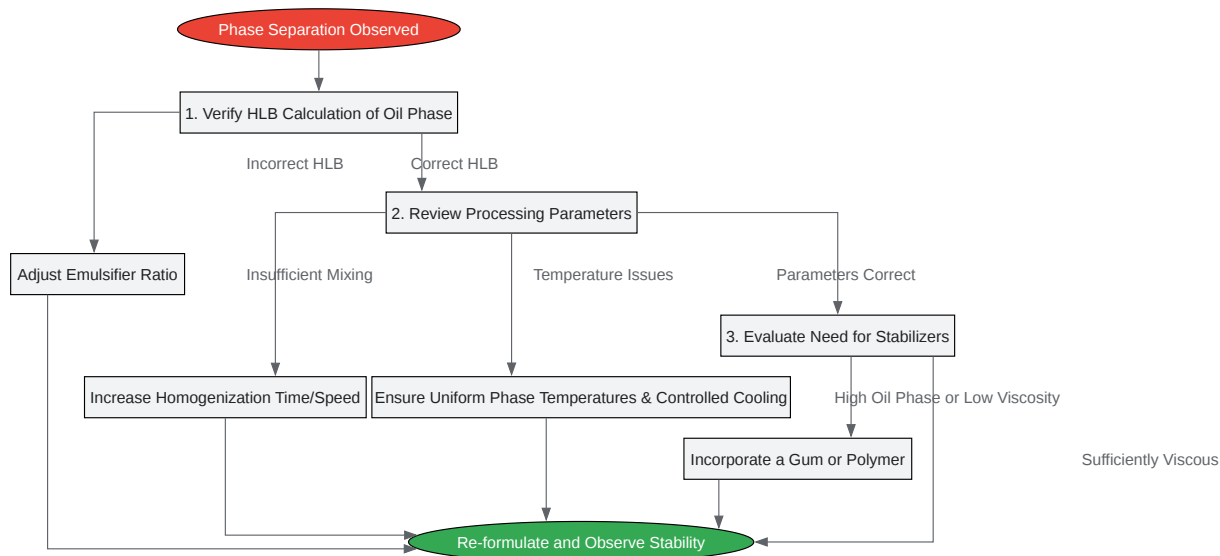 Phase Separation Observed
1. Verify HLB Calculation of Oil Phase
Incorrect HLB
Correct HLB
2. Review Processing Parameters
Adjust Emulsifier Ratio
Insufficient Mixing
Temperature Issues
Parameters Correct
3. Evaluate Need for Stabilizers
Increase Homogenization Time/Speed
Ensure Uniform Phase Temperatures & Controlled Cooling
High Oil Phase or Low Viscosity
Incorporate a Gum or Polymer
Sufficiently Viscous
Re-formulate and Observe Stability